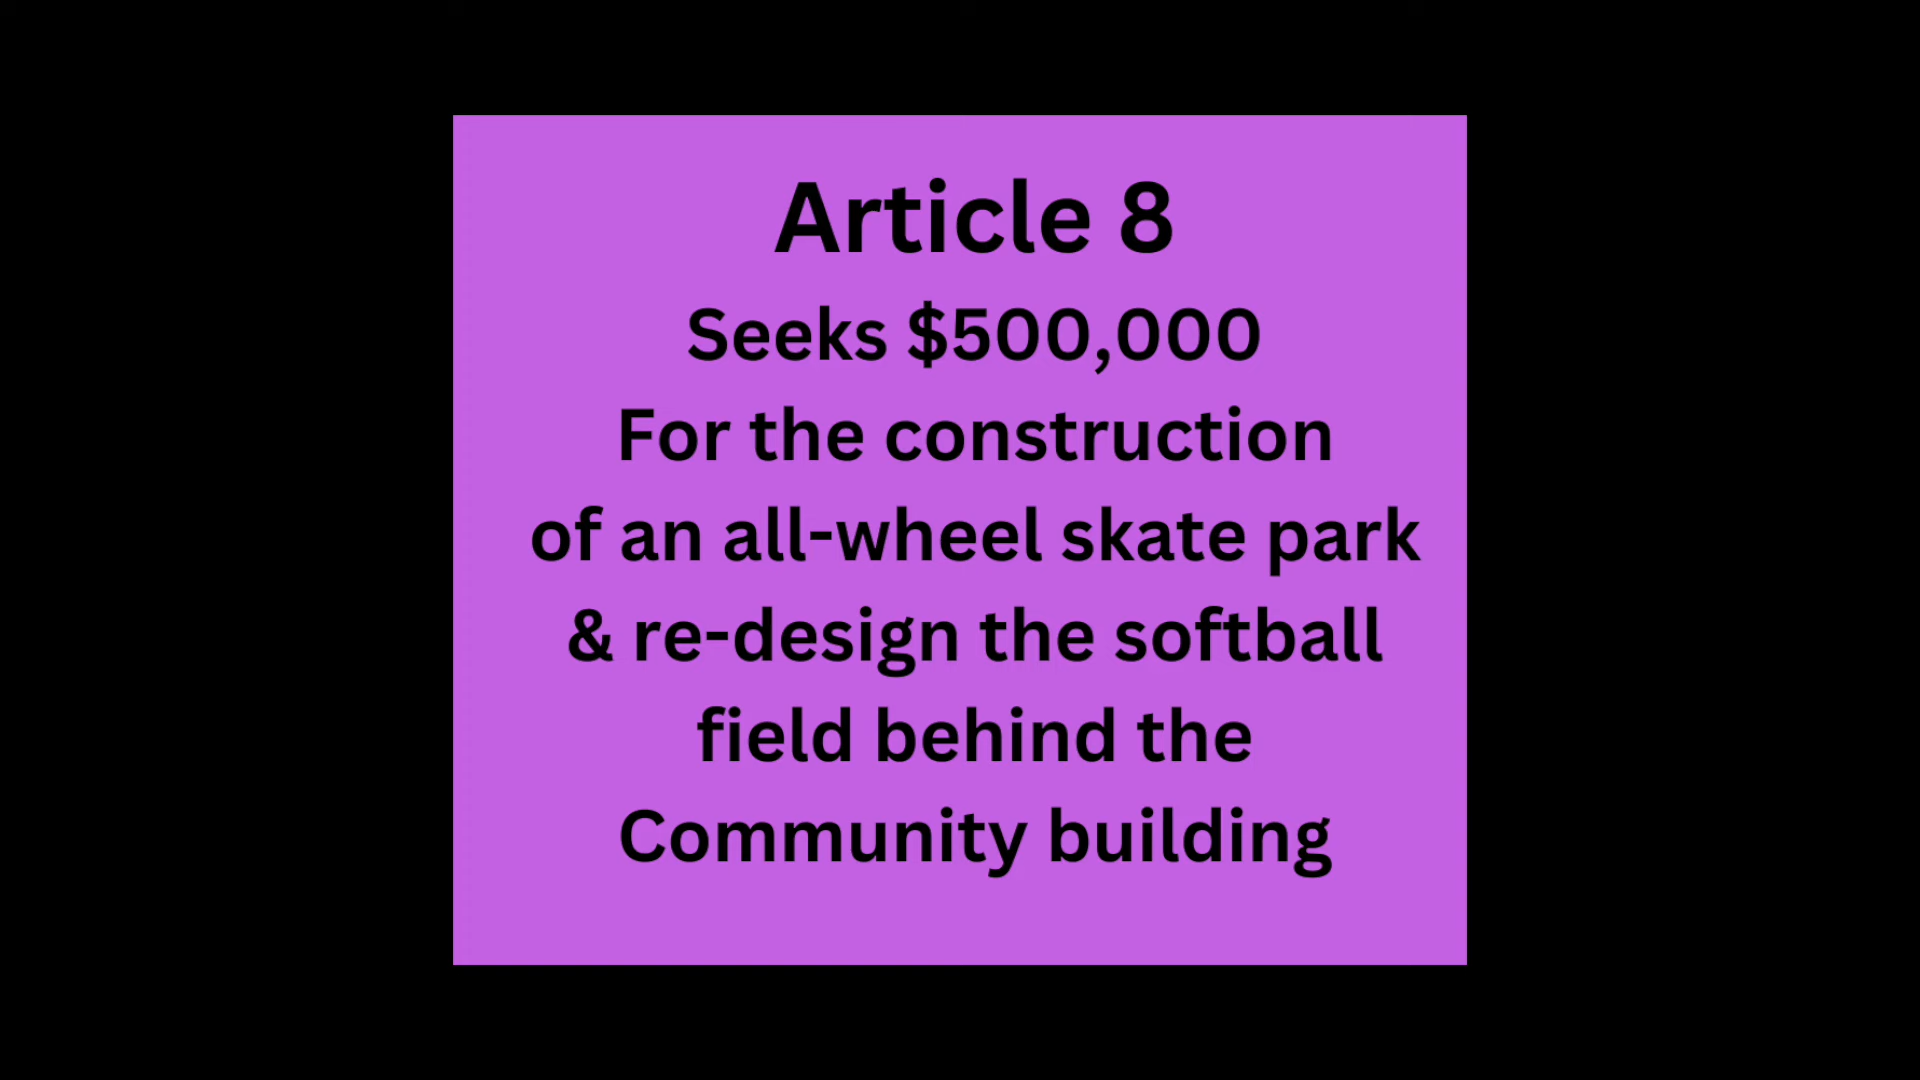 Article 8
Seeks $500,000
For the construction
of an all-wheel skate park
& re-design the softball
field behind the
Community building